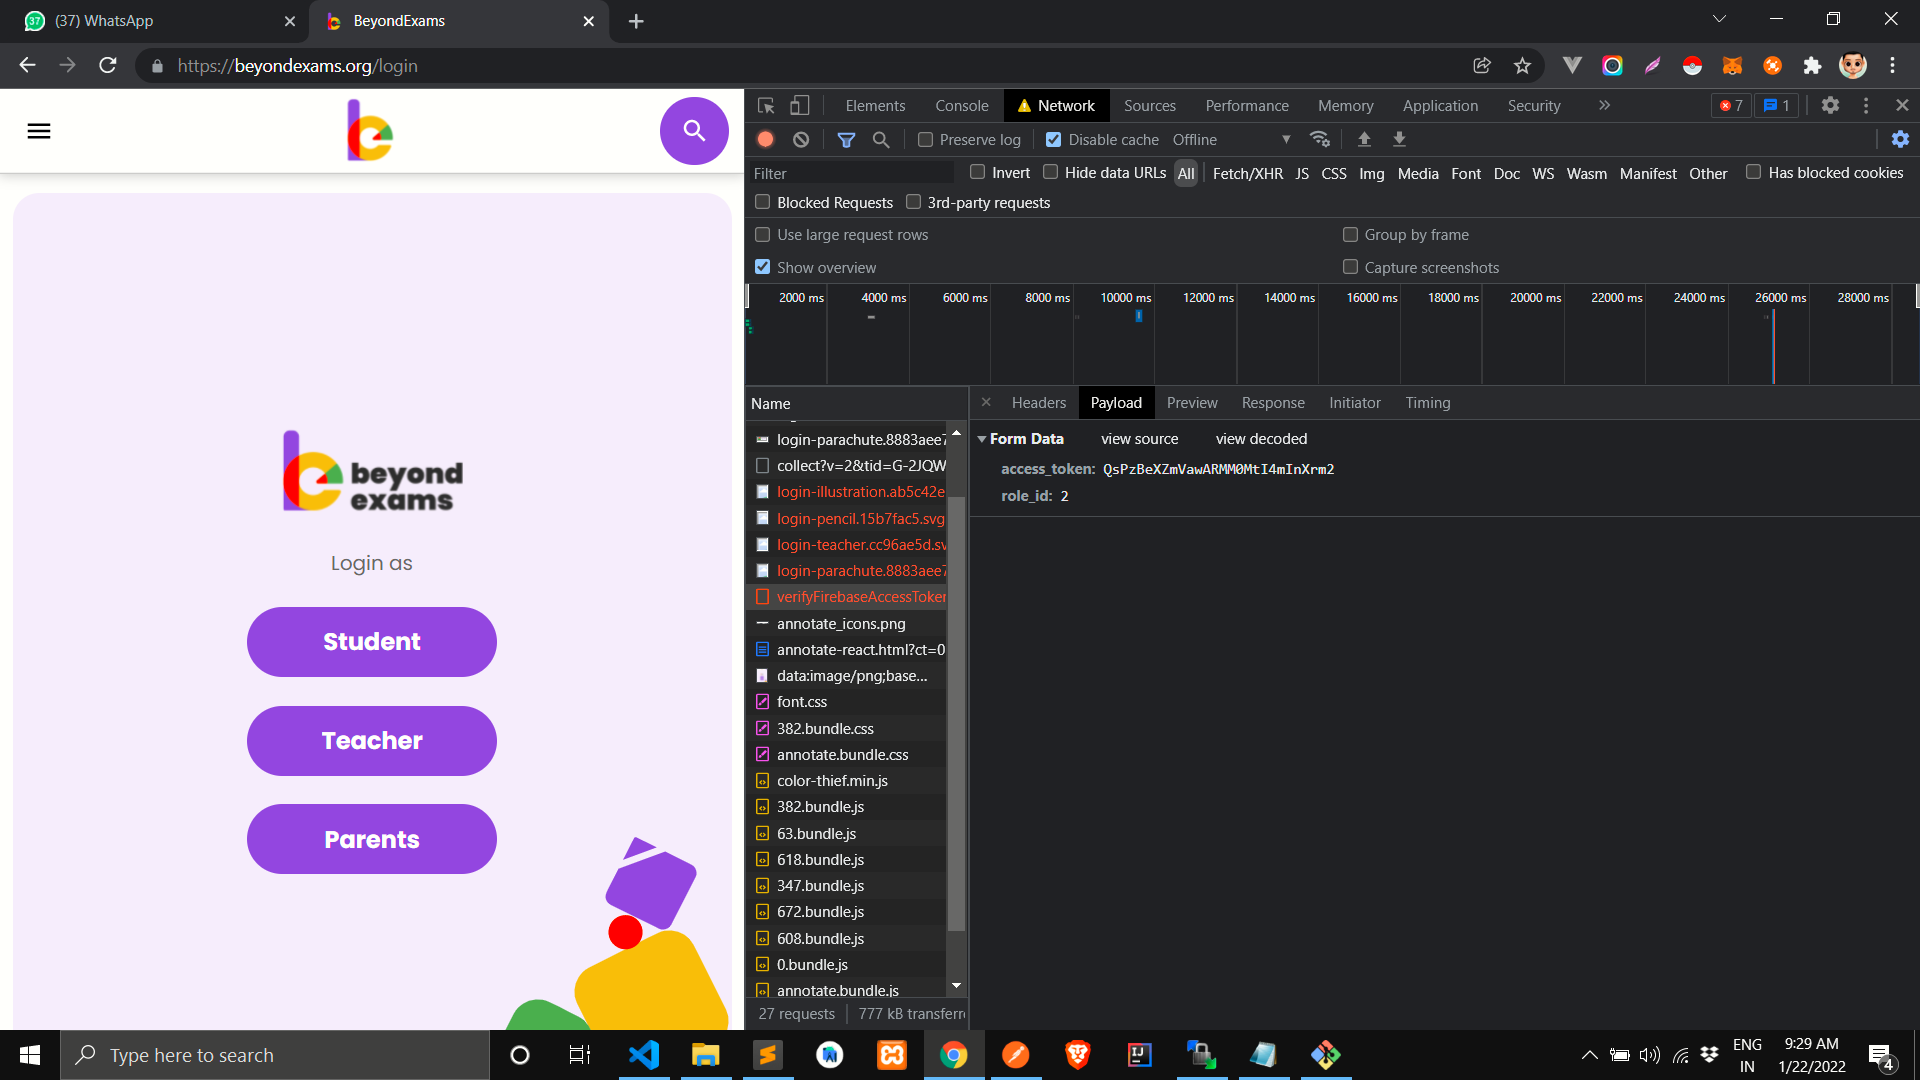 37
(37) WhatsApp
BeyondExams
https://beyondexams.org/login
Elements
Console
Network
Sources
Performance
Memory
Application
Security
7
1
Preserve log
Disable cache
Offline
Filter
Invert
Hide data URLs
All
Fetch/XHR
JS
CSS
Img
Media
Font
Doc
WS
Wasm
Manifest
Other
Has blocked cookies
Blocked Requests
3rd-party requests
Use large request rows
Group by frame
Show overview
Capture screenshots
2000 ms
4000 ms
6000 ms
8000 ms
10000 ms
12000 ms
14000 ms
16000 ms
18000 ms
20000 ms
22000 ms
24000 ms
26000 ms
28000 ms
Name
Headers
Payload
Preview
Response
Initiator
Timing
login-parachute.8883aee7
collect?v=2&tid=G-2JQW
login-illustration.ab5c42e
login-pencil.15b7fac5.svg
login-teacher.cc96ae5d.sv
login-parachute.8883aee7
verifyFirebaseAccessToken
annotate_icons.png
annotate-react.html?ct=0
data:image/png;base...
font.css
382.bundle.css
annotate.bundle.css
color-thief.min.js
382.bundle.js
63.bundle.js
618.bundle.js
347.bundle.js
672.bundle.js
608.bundle.js
0.bundle.js
annotate.bundle.js
27 requests
777 kB transferr
Form Data
view source
view decoded
access_token: QsPzBeXZmVawARMM0MtI4mInXrm2
role_id: 2
beyond
exams
Login as
Student
Teacher
Parents
Type here to search
ENG
IN
9:29 AM
1/22/2022
4